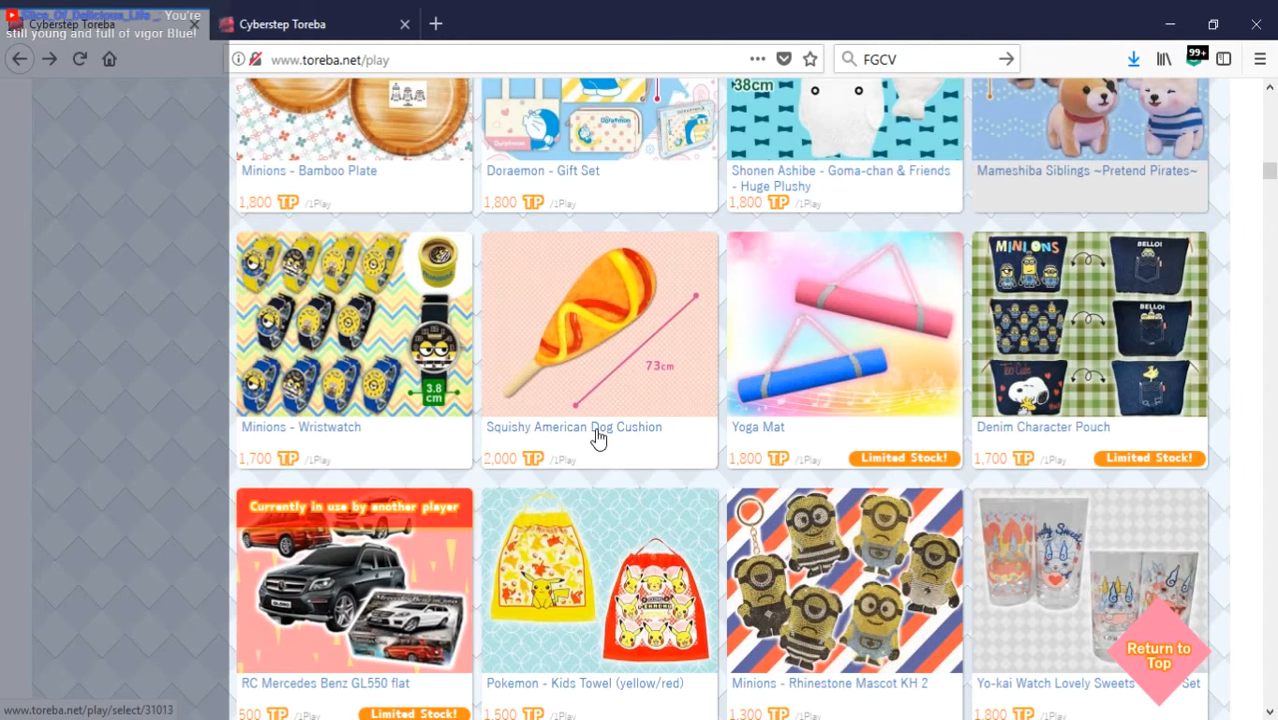 Slice_Of_Delicious_Life_ You're
still young and full of vigor Blue!
Cyberstep Toreba
Cyberstep Toreba
www.toreba.net/play
FGCV
99+
38cm
Doraemon
Minions - Bamboo Plate
1,800 TP /1Play
Doraemon - Gift Set
1,800 TP /1Play
Shonen Ashibe - Goma-chan & Friends
- Huge Plushy
1,800 TP /1Play
Mameshiba Siblings ~Pretend Pirates~
3.8
cm
73cm
MINIONS
BELLO!
BELLO!
Minions - Wristwatch
1,700 TP /1Play
Squishy American Dog Cushion
2,000 TP /1Play
Yoga Mat
1,800 TP /1Play
Limited Stock!
Denim Character Pouch
1,700 TP /1Play
Limited Stock!
Currently in use by another player
RC Mercedes Benz GL550 flat
500 TP /1Play
Limited Stock!
Pokemon - Kids Towel (yellow/red)
1,500 TP /1Play
Minions - Rhinestone Mascot KH 2
1,300 TP /1Play
Yo-kai Watch Lovely Sweets Set
1,800 TP /1Play
Return to
Top
www.toreba.net/play/select/31013